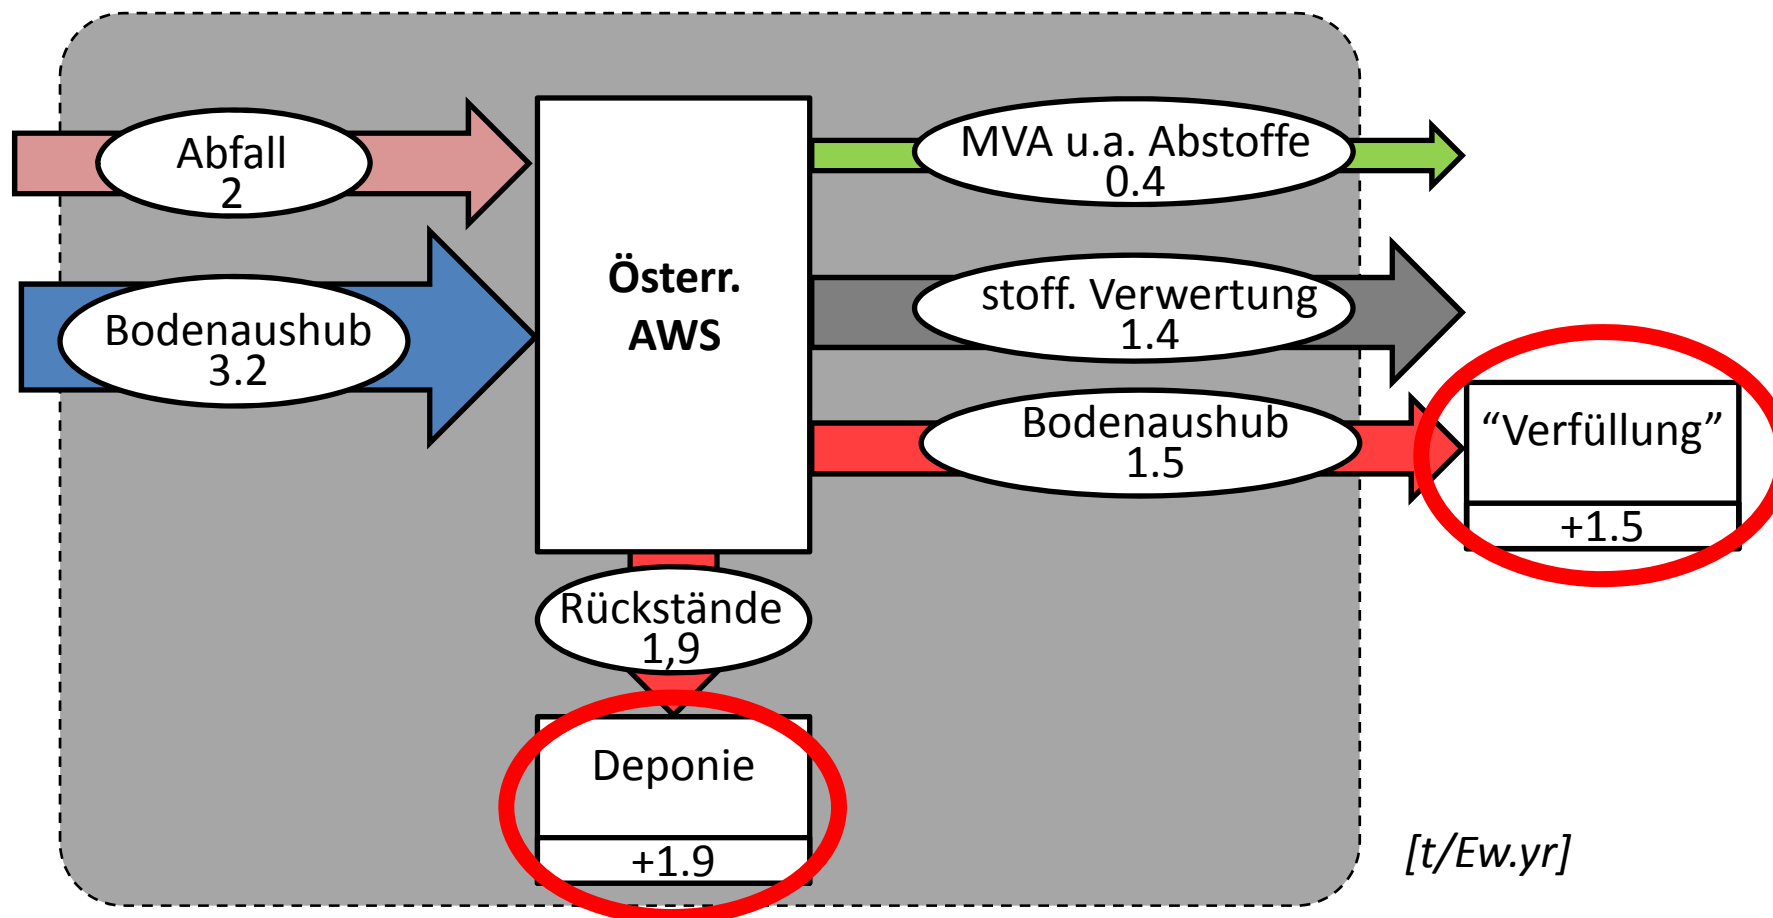 Abfall
2
Bodenaushub
3.2
Österr.
AWS
MVA u.a. Abstoffe
0.4
stoff. Verwertung
1.4
Bodenaushub
1.5
“Verfüllung”
+1.5
Rückstände
1,9
Deponie
+1.9
[t/Ew.yr]